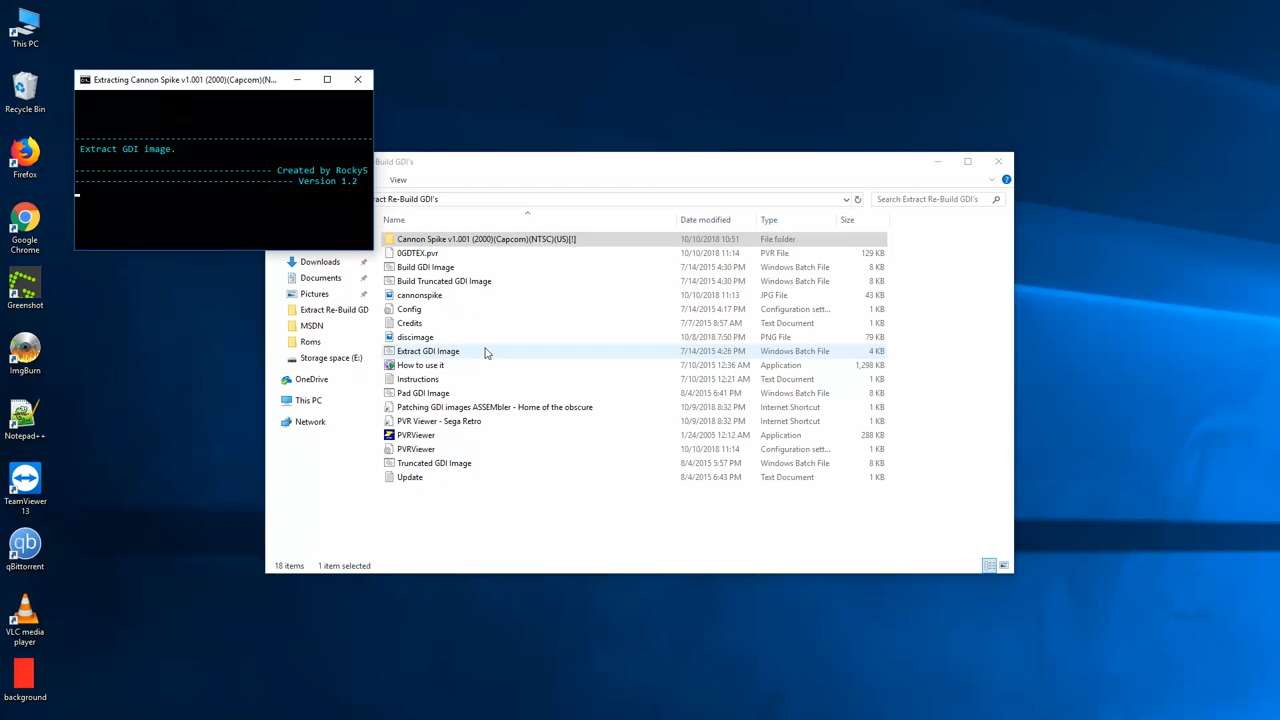 This PC
Recycle Bin
Firefox
Google
Chrome
Greenshot
ImgBurn
Notepad++
TeamViewer
13
qBittorrent
VLC media
player
background
Extracting Cannon Spike v1.001 (2000)(Capcom)(N...
Extract GDI image.
Created by Rocky5
Version 1.2
Build GDI's
View
ract Re-Build GDI's
Search Extract Re-Build GDI's
Name Date modified Type Size
Cannon Spike v1.001 (2000)(Capcom)(NTSC)(US)[!] 10/10/2018 10:51 File folder
0GDTEX.pvr 10/10/2018 11:14 PVR File 129 KB
Build GDI Image 7/14/2015 4:30 PM Windows Batch File 8 KB
Build Truncated GDI Image 7/14/2015 4:30 PM Windows Batch File 8 KB
cannonspike 10/10/2018 11:13 JPG File 43 KB
Config 7/14/2015 4:17 PM Configuration sett... 1 KB
Credits 7/7/2015 8:57 AM Text Document 1 KB
discimage 10/8/2018 7:50 PM PNG File 79 KB
Extract GDI Image 7/14/2015 4:26 PM Windows Batch File 4 KB
How to use it 7/10/2015 12:36 AM Application 1,298 KB
Instructions 7/10/2015 12:21 AM Text Document 1 KB
Pad GDI Image 8/4/2015 6:41 PM Windows Batch File 8 KB
Patching GDI images ASSEMbler - Home of the obscure 10/9/2018 8:32 PM Internet Shortcut 1 KB
PVR Viewer - Sega Retro 10/9/2018 8:32 PM Internet Shortcut 1 KB
PVRViewer 1/24/2005 12:12 AM Application 288 KB
PVRViewer 10/10/2018 11:14 Configuration sett... 1 KB
Truncated GDI Image 8/4/2015 5:57 PM Windows Batch File 8 KB
Update 8/4/2015 6:43 PM Text Document 1 KB
Downloads
Documents
Pictures
Extract Re-Build GD
MSDN
Roms
Storage space (E:)
OneDrive
This PC
Network
18 items 1 item selected